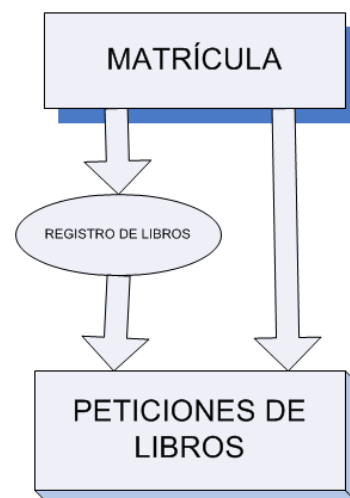 MATRÍCULA
REGISTRO DE LIBROS
PETICIONES DE
LIBROS